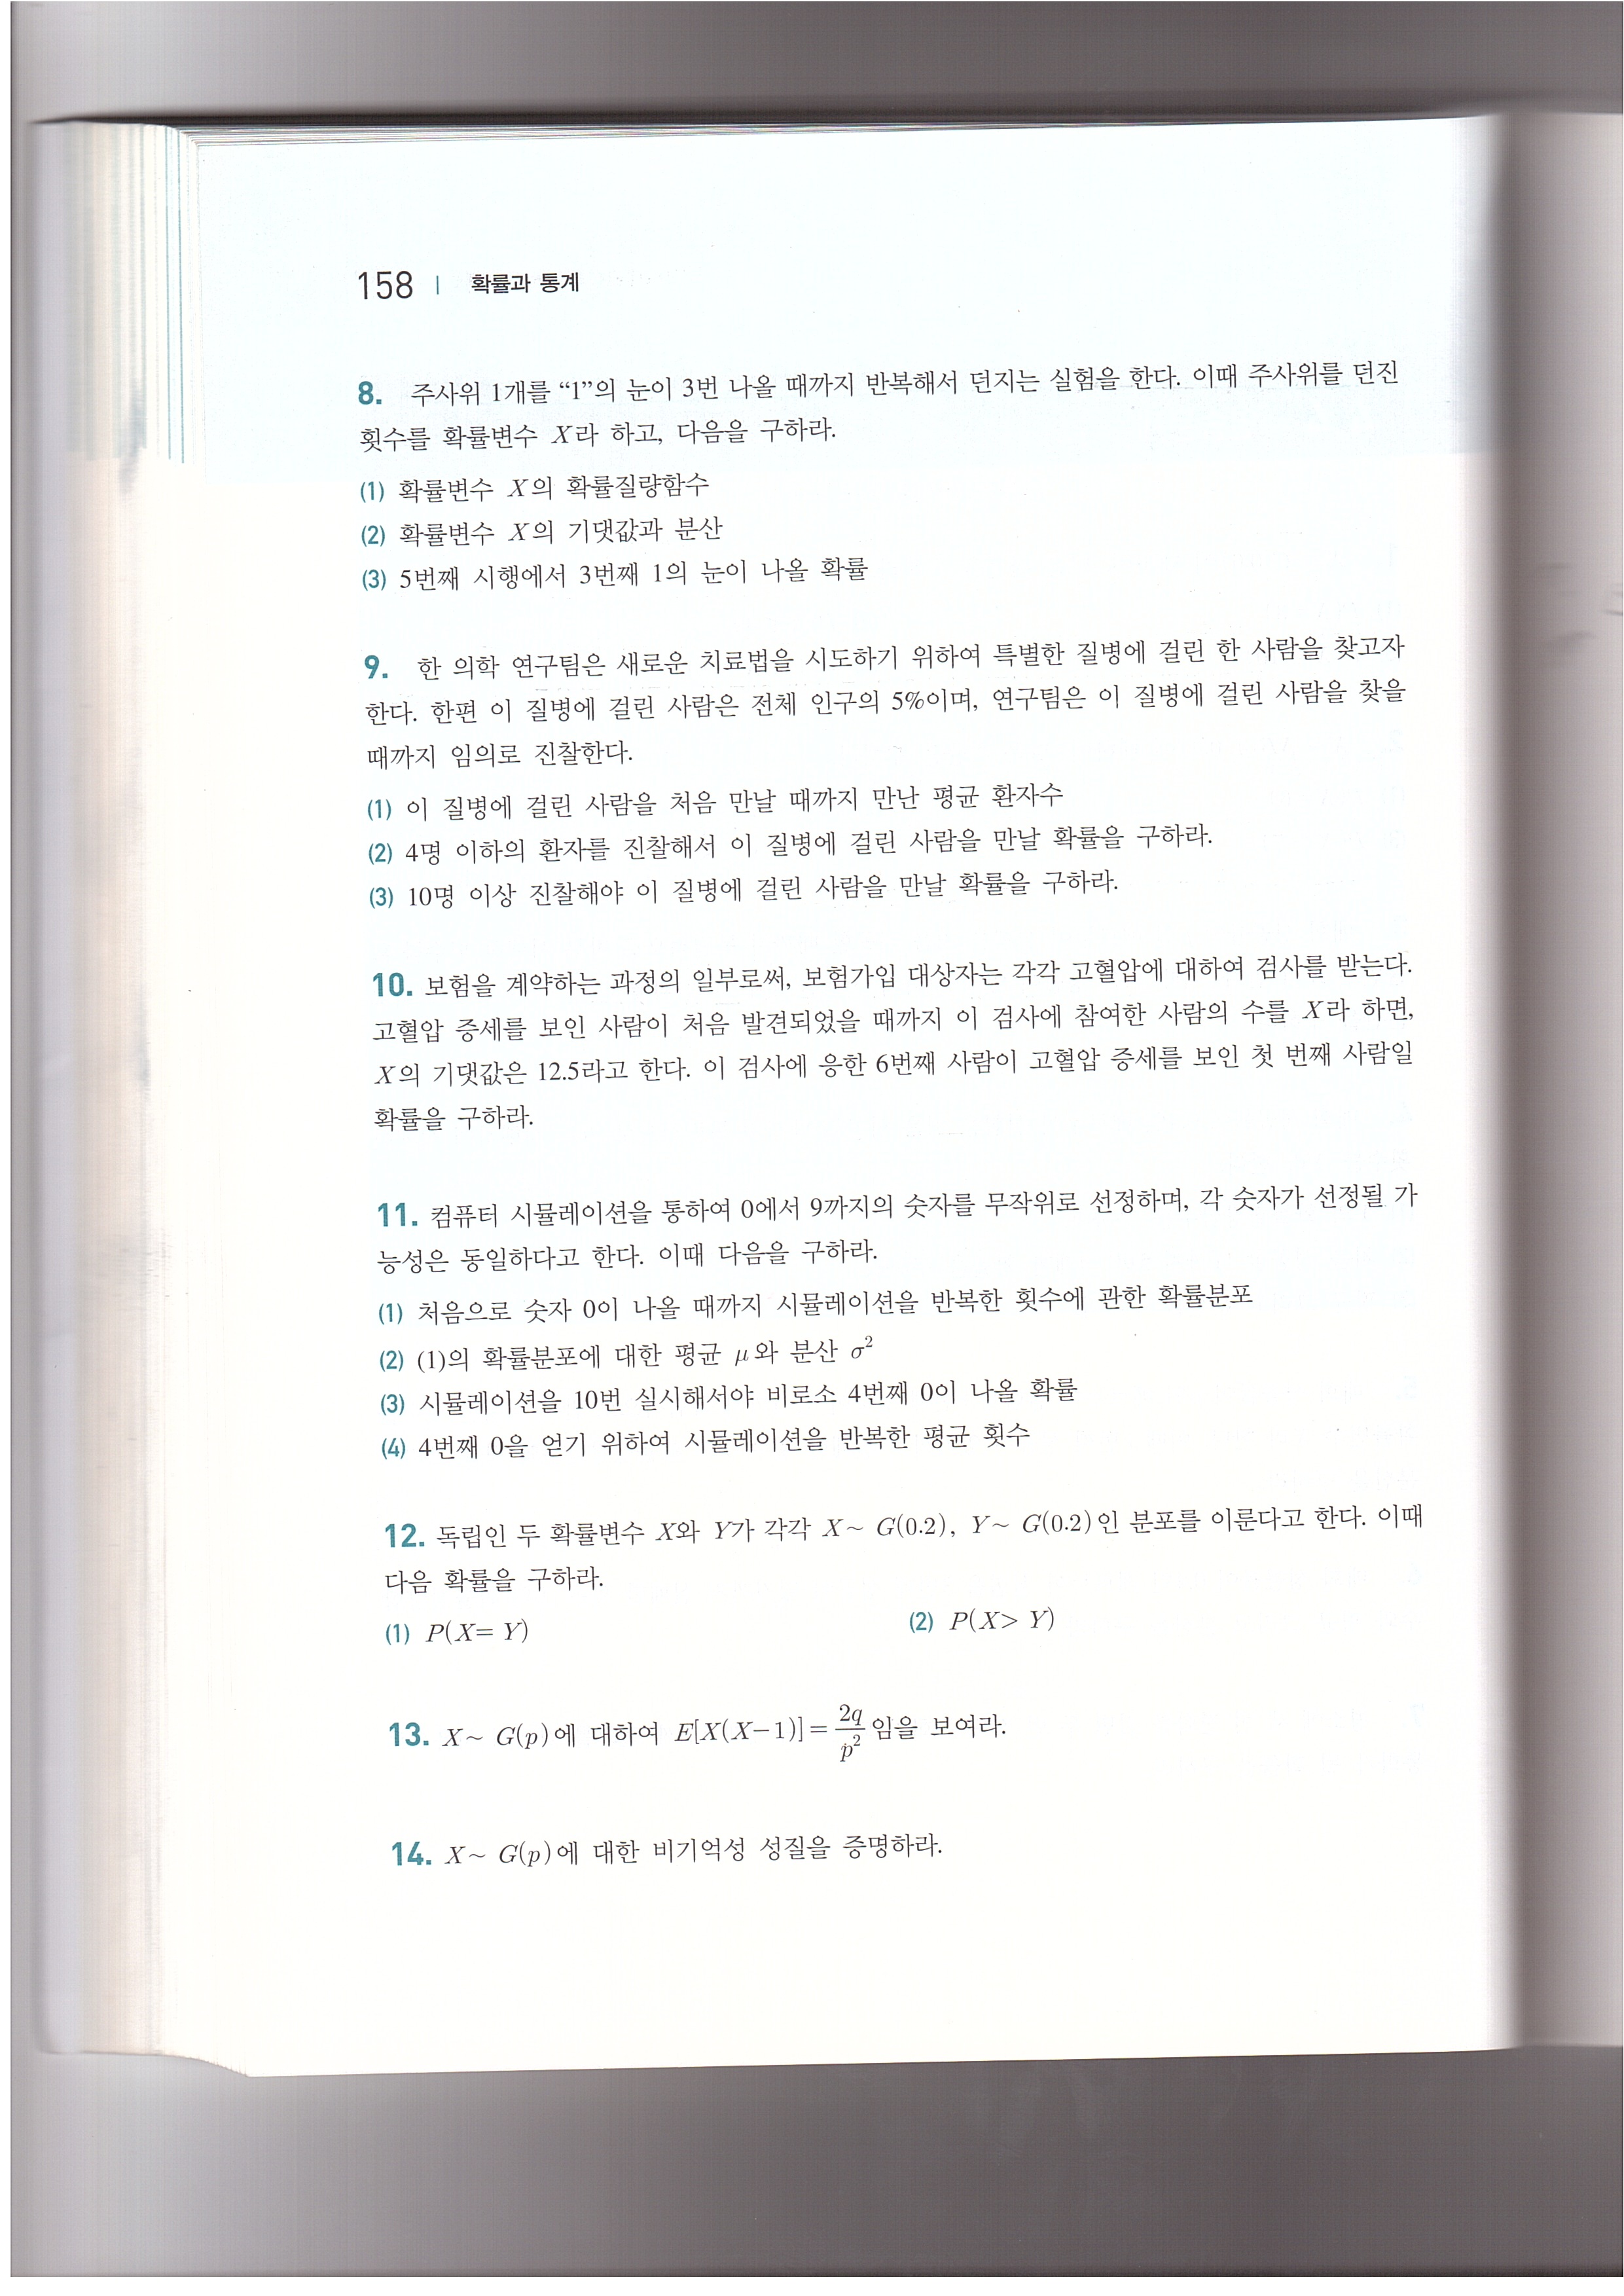 158 | 확률과 통계
8. 주사위 1개를 “1”의 눈이 3번 나올 때까지 반복해서 던지는 실험을 한다. 이때 주사위를 던진
횟수를 확률변수 X라 하고, 다음을 구하라.
(1) 확률변수 X의 확률질량함수
(2) 확률변수 X의 기댓값과 분산
(3) 5번째 시행에서 3번째 1의 눈이 나올 확률
9. 한 의학 연구팀은 새로운 치료법을 시도하기 위하여 특별한 질병에 걸린 한 사람을 찾고자
한다. 한편 이 질병에 걸린 사람은 전체 인구의 5%이며, 연구팀은 이 질병에 걸린 사람을 찾을
때까지 임의로 진찰한다.
(1) 이 질병에 걸린 사람을 처음 만날 때까지 만난 평균 환자수
(2) 4명 이하의 환자를 진찰해서 이 질병에 걸린 사람을 만날 확률을 구하라.
(3) 10명 이상 진찰해야 이 질병에 걸린 사람을 만날 확률을 구하라.
10. 보험을 계약하는 과정의 일부로써, 보험가입 대상자는 각각 고혈압에 대하여 검사를 받는다.
고혈압 증세를 보인 사람이 처음 발견되었을 때까지 이 검사에 참여한 사람의 수를 X라 하면,
X의 기댓값은 12.5라고 한다. 이 검사에 응한 6번째 사람이 고혈압 증세를 보인 첫 번째 사람일
확률을 구하라.
11. 컴퓨터 시뮬레이션을 통하여 0에서 9까지의 숫자를 무작위로 선정하며, 각 숫자가 선정될 가
능성은 동일하다고 한다. 이때 다음을 구하라.
(1) 처음으로 숫자 0이 나올 때까지 시뮬레이션을 반복한 횟수에 관한 확률분포
(2) (1)의 확률분포에 대한 평균 μ와 분산 σ²
(3) 시뮬레이션을 10번 실시해서야 비로소 4번째 0이 나올 확률
(4) 4번째 0을 얻기 위하여 시뮬레이션을 반복한 평균 횟수
12. 독립인 두 확률변수 X와 Y가 각각 X~ G(0.2), Y~ G(0.2)인 분포를 이룬다고 한다. 이때
다음 확률을 구하라.
(1) P(X= Y) (2) P(X> Y)
13. X~ G(p)에 대하여 E[X(X−1)] = 2q/p² 임을 보여라.
14. X~ G(p)에 대한 비기억성 성질을 증명하라.